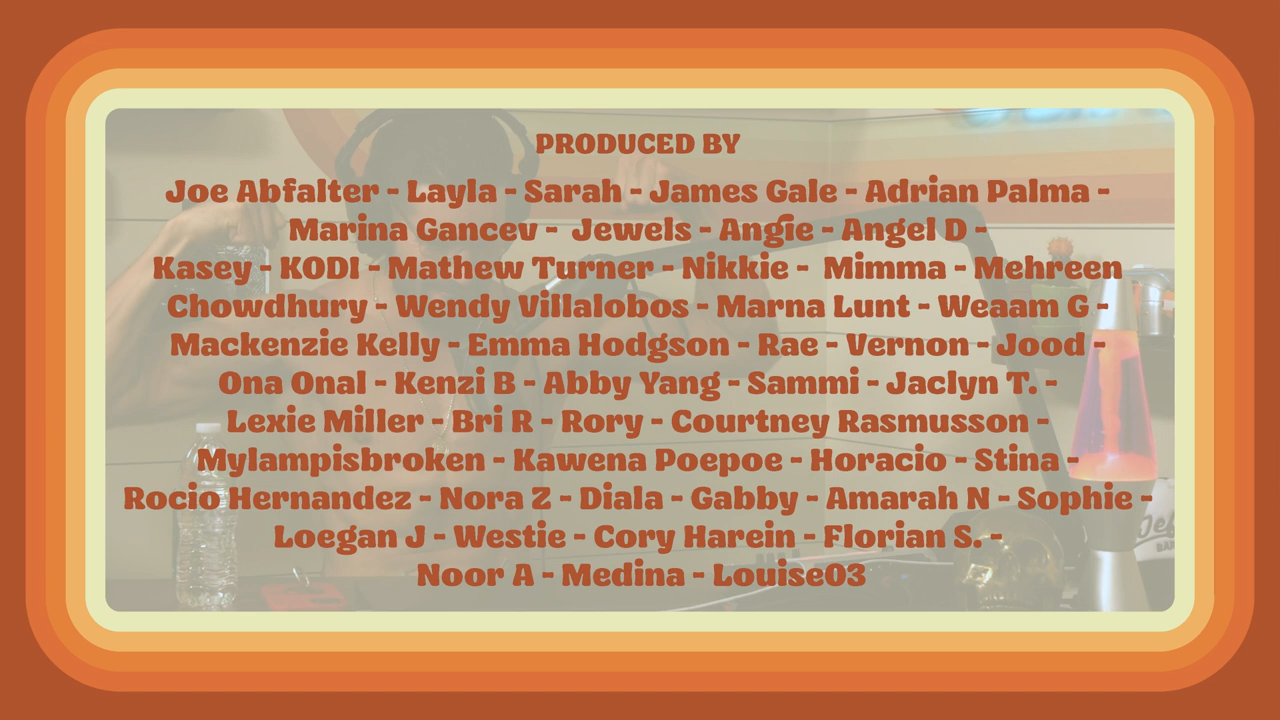 PRODUCED BY
Joe Abfalter - Layla - Sarah - James Gale - Adrian Palma -
Marina Gancev - Jewels - Angie - Angel D -
Kasey - KODI - Mathew Turner - Nikkie - Mimma - Mehreen
Chowdhury - Wendy Villalobos - Marna Lunt - Weaam G -
Mackenzie Kelly - Emma Hodgson - Rae - Vernon - Jood -
Ona Onal - Kenzi B - Abby Yang - Sammi - Jaclyn T. -
Lexie Miller - Bri R - Rory - Courtney Rasmusson -
Mylampisbroken - Kawena Poepoe - Horacio - Stina -
Rocio Hernandez - Nora Z - Diala - Gabby - Amarah N - Sophie -
Loegan J - Westie - Cory Harein - Florian S. -
Noor A - Medina - Louise03